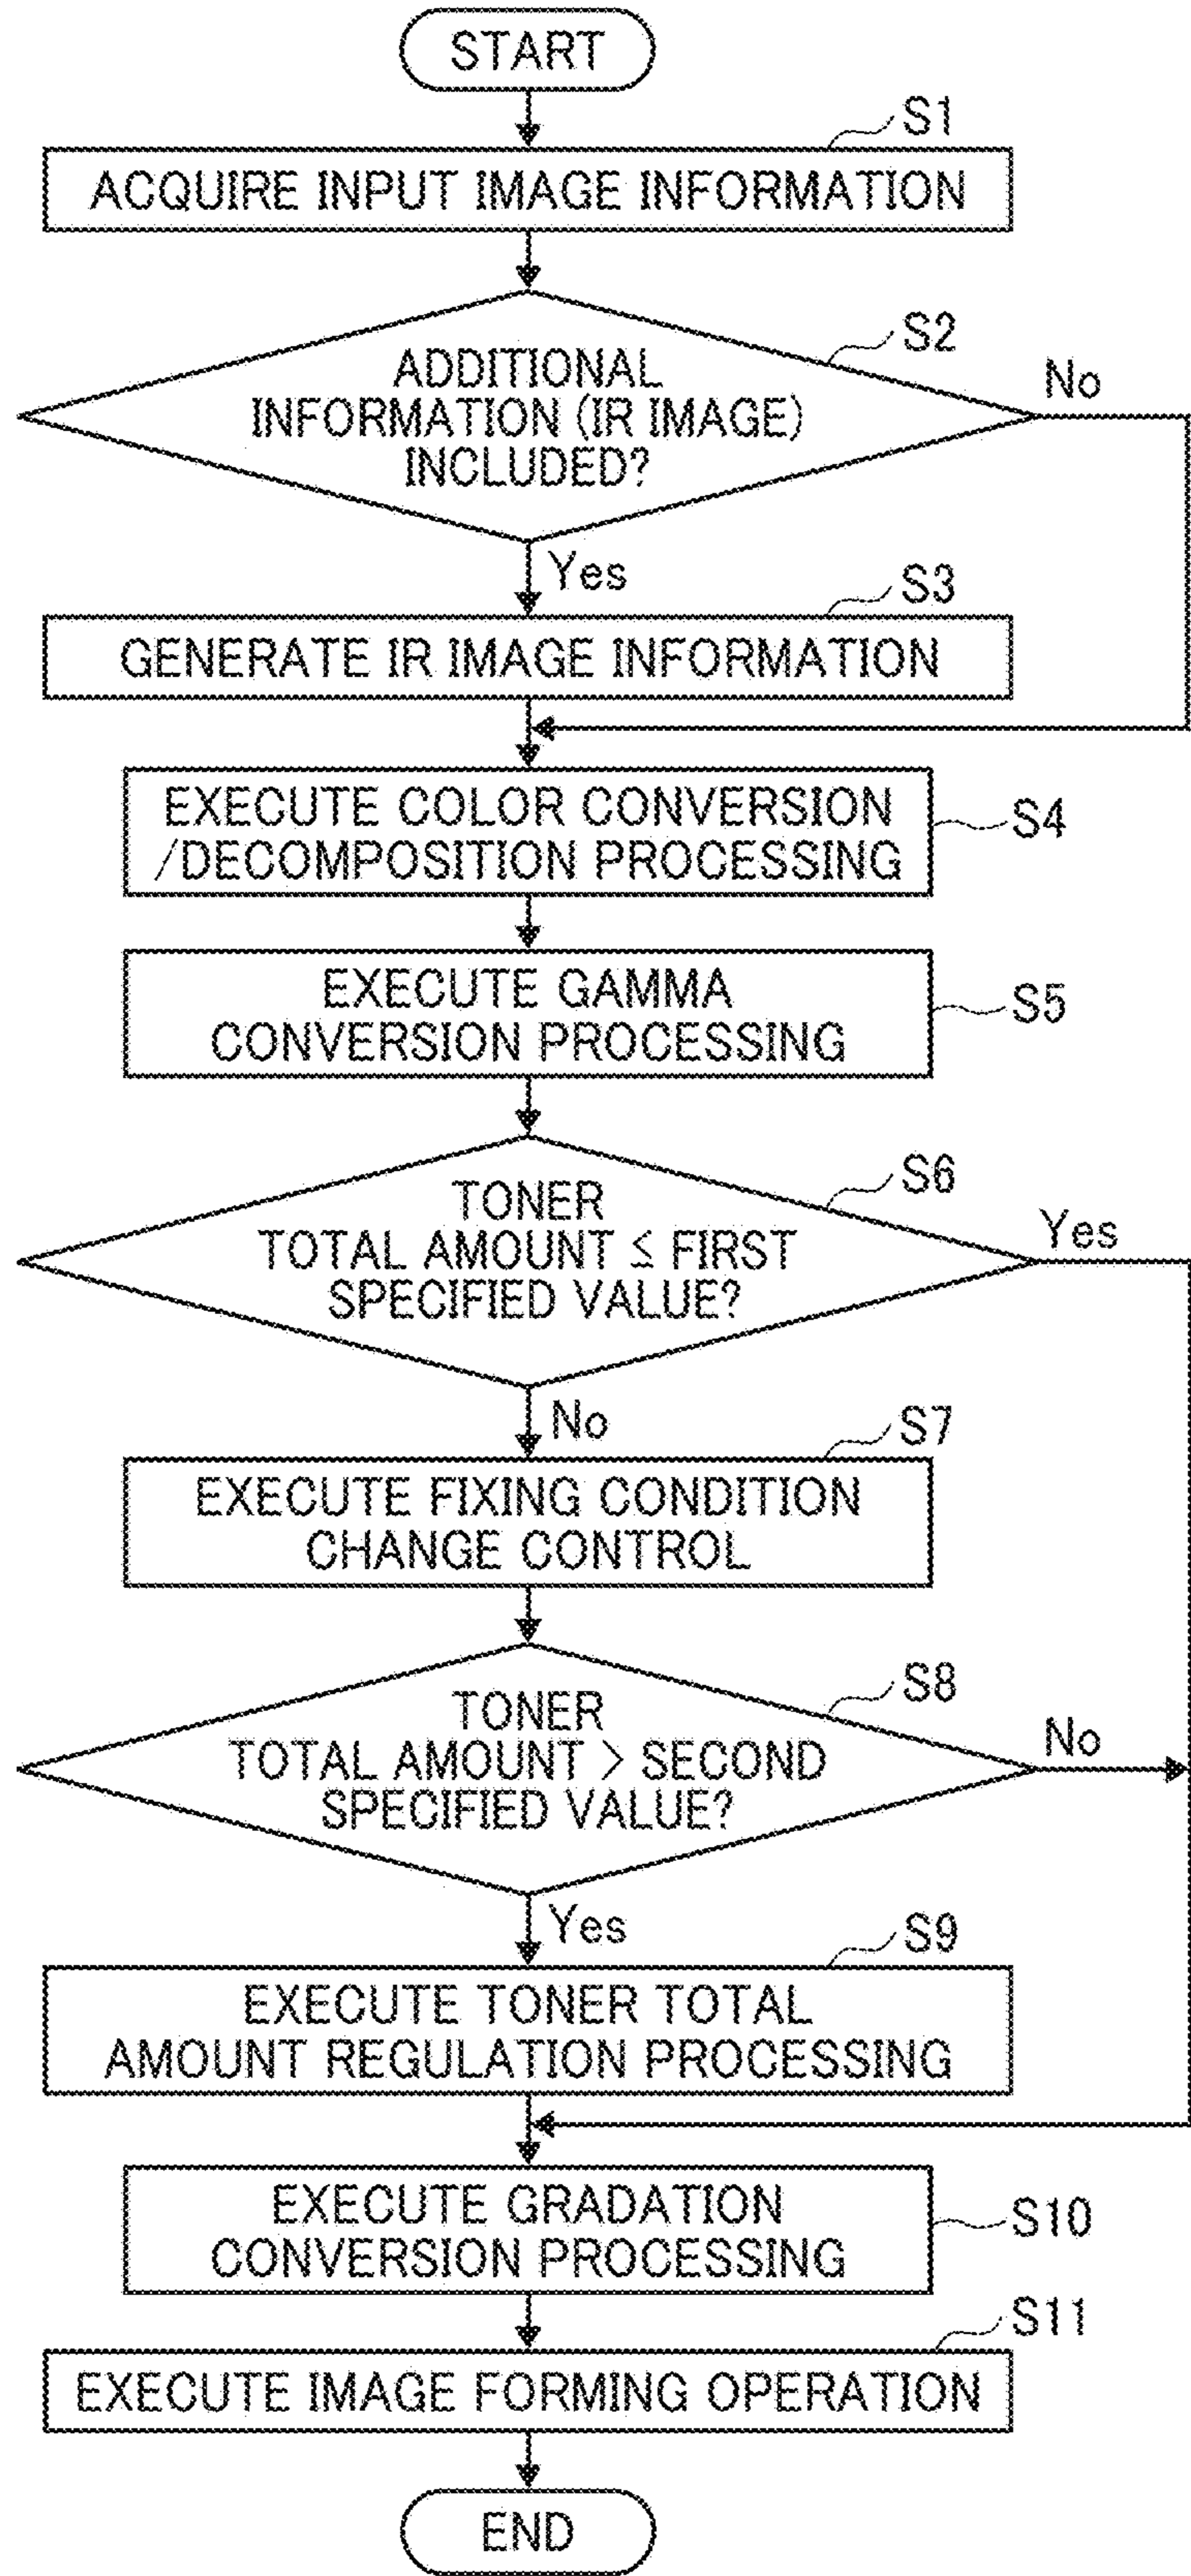 START
S1
ACQUIRE INPUT IMAGE INFORMATION
S2
ADDITIONAL
INFORMATION (IR IMAGE)
INCLUDED?
No
Yes
S3
GENERATE IR IMAGE INFORMATION
EXECUTE COLOR CONVERSION
/DECOMPOSITION PROCESSING
S4
EXECUTE GAMMA
CONVERSION PROCESSING
S5
S6
TONER
TOTAL AMOUNT ≤ FIRST
SPECIFIED VALUE?
Yes
No
S7
EXECUTE FIXING CONDITION
CHANGE CONTROL
S8
TONER
TOTAL AMOUNT > SECOND
SPECIFIED VALUE?
No
Yes
S9
EXECUTE TONER TOTAL
AMOUNT REGULATION PROCESSING
EXECUTE GRADATION
CONVERSION PROCESSING
S10
S11
EXECUTE IMAGE FORMING OPERATION
END